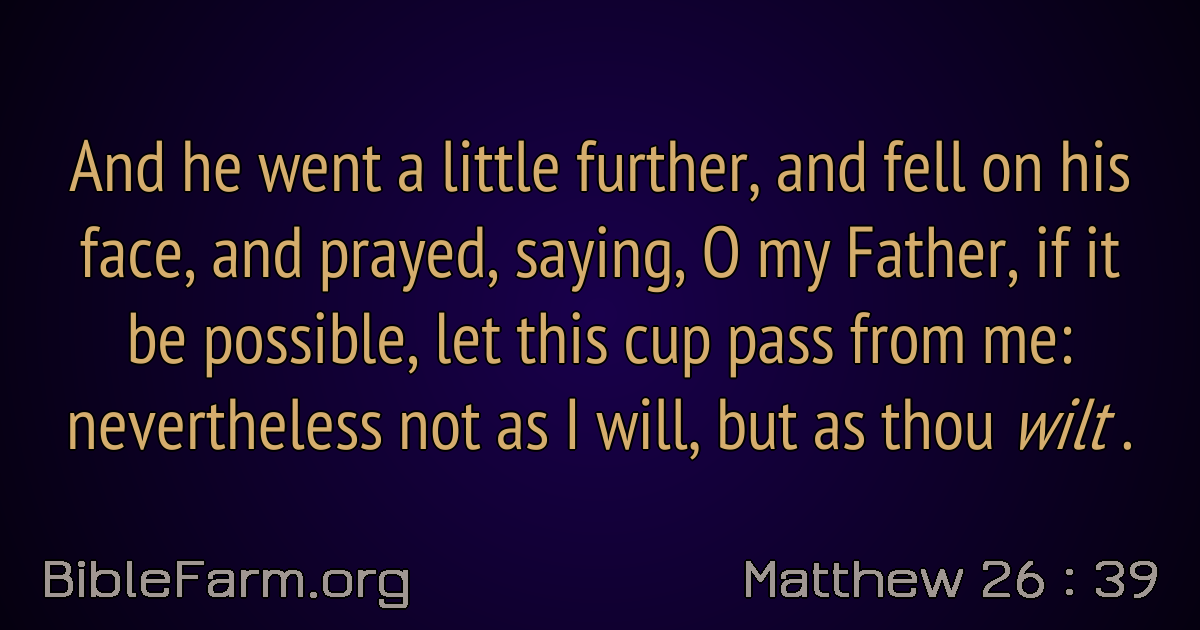 And he went a little further, and fell on his
face, and prayed, saying, O my Father, if it
be possible, let this cup pass from me:
nevertheless not as I will, but as thou wilt .
BibleFarm.org
Matthew 26 : 39